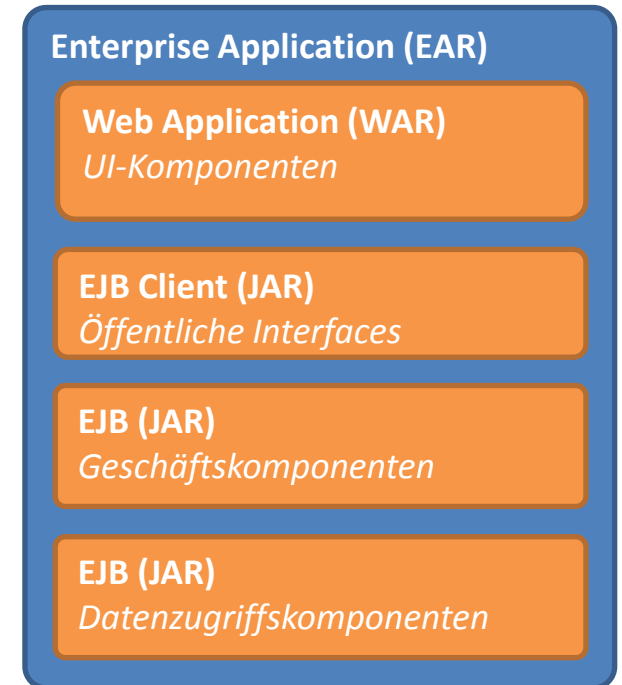 Enterprise Application (EAR)
Web Application (WAR)
UI-Komponenten
EJB Client (JAR)
Öffentliche Interfaces
EJB (JAR)
Geschäftskomponenten
EJB (JAR)
Datenzugriffskomponenten